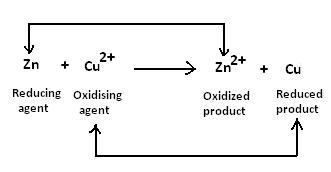 Zn + Cu²⁺ ⟶ Zn²⁺ + Cu
Reducing agent
Oxidising agent
Oxidized product
Reduced product